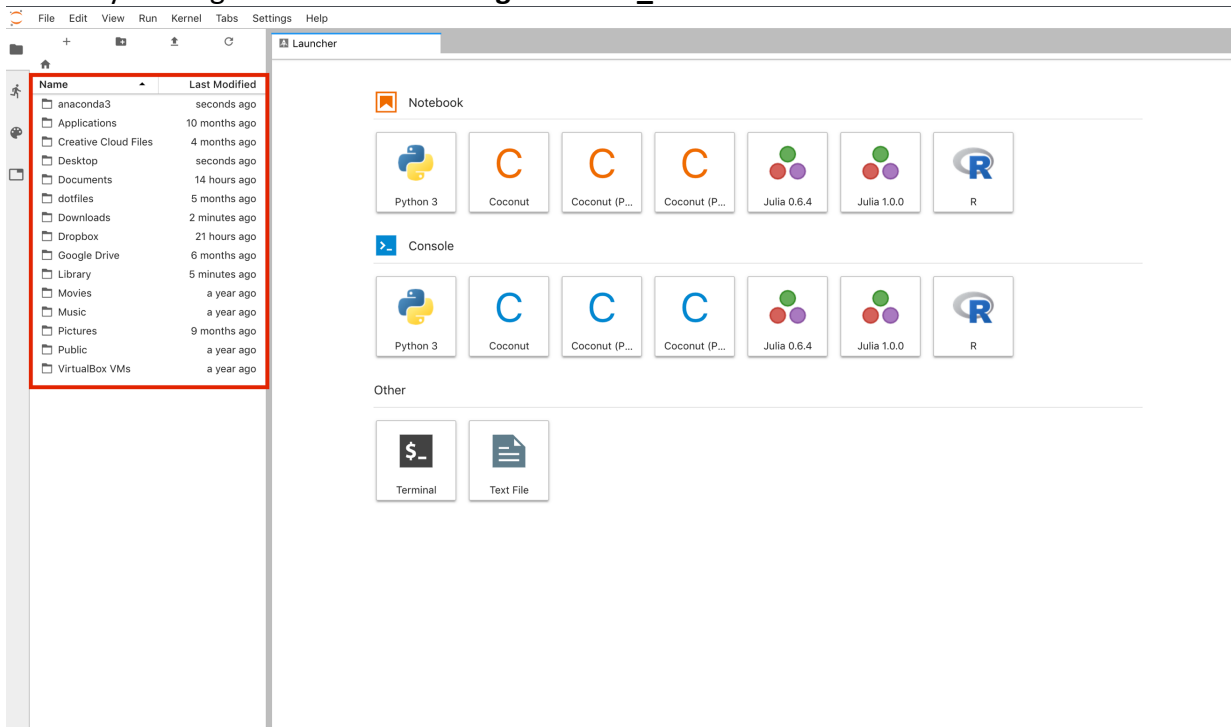 File Edit View Run Kernel Tabs Settings Help
Launcher
Name Last Modified
anaconda3 seconds ago
Applications 10 months ago
Creative Cloud Files 4 months ago
Desktop seconds ago
Documents 14 hours ago
dotfiles 5 months ago
Downloads 2 minutes ago
Dropbox 21 hours ago
Google Drive 6 months ago
Library 5 minutes ago
Movies a year ago
Music a year ago
Pictures 9 months ago
Public a year ago
VirtualBox VMs a year ago
Notebook
C C C R
Python 3 Coconut Coconut (P... Coconut (P... Julia 0.6.4 Julia 1.0.0 R
>_ Console
C C C R
Python 3 Coconut Coconut (P... Coconut (P... Julia 0.6.4 Julia 1.0.0 R
Other
$_
Terminal Text File